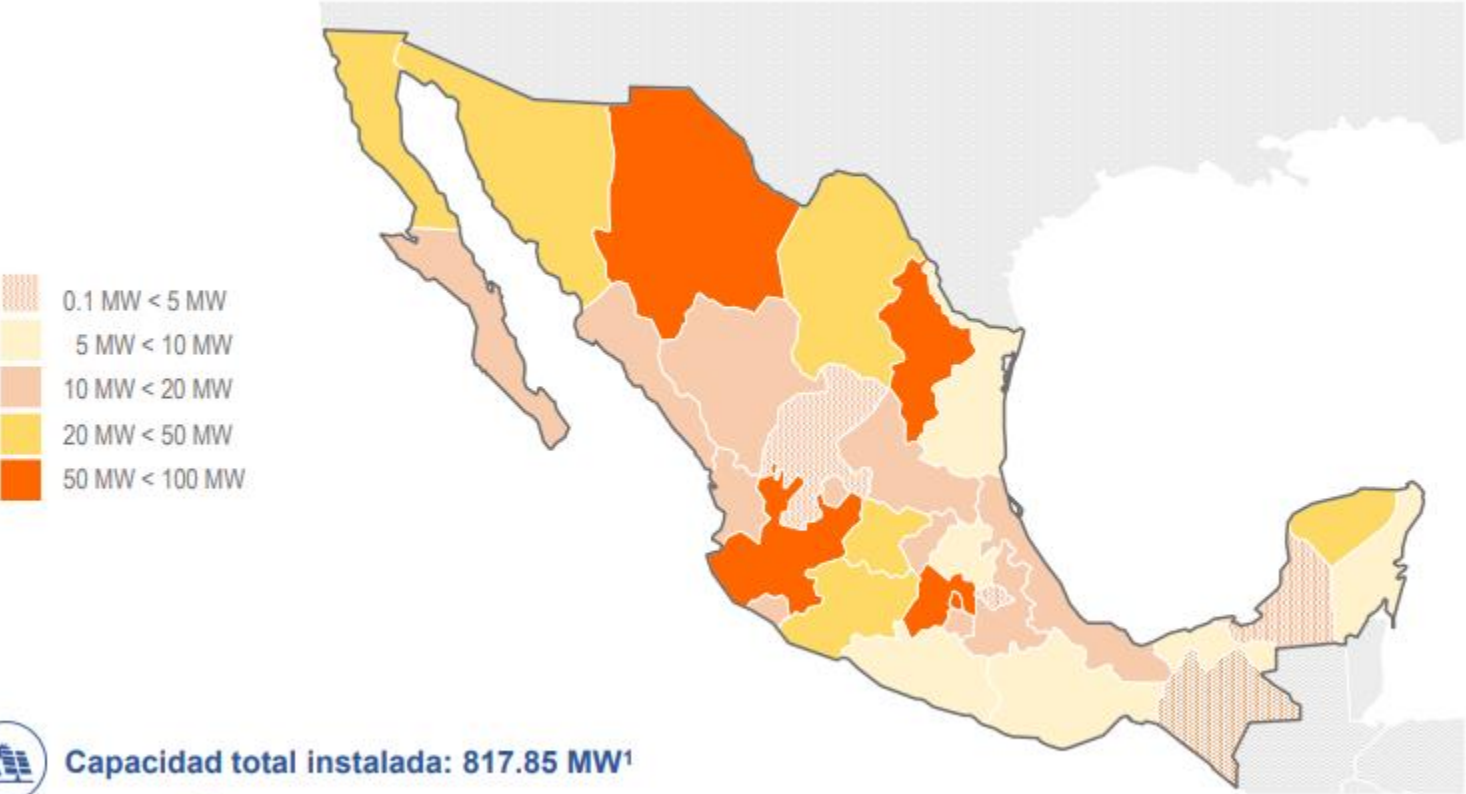 0.1 MW < 5 MW
5 MW < 10 MW
10 MW < 20 MW
20 MW < 50 MW
50 MW < 100 MW
Capacidad total instalada: 817.85 MW¹